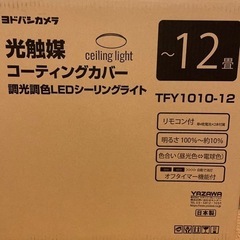 ヨドバシカメラ
光触媒
ceiling light
コーティングカバー
調光調色LEDシーリングライト
〜12畳
TFY1010-12
リモコン付
明るさ100%〜約10%
色合い(昼光色⇔電球色)
オフタイマー機能付
YAZAWA
日本製